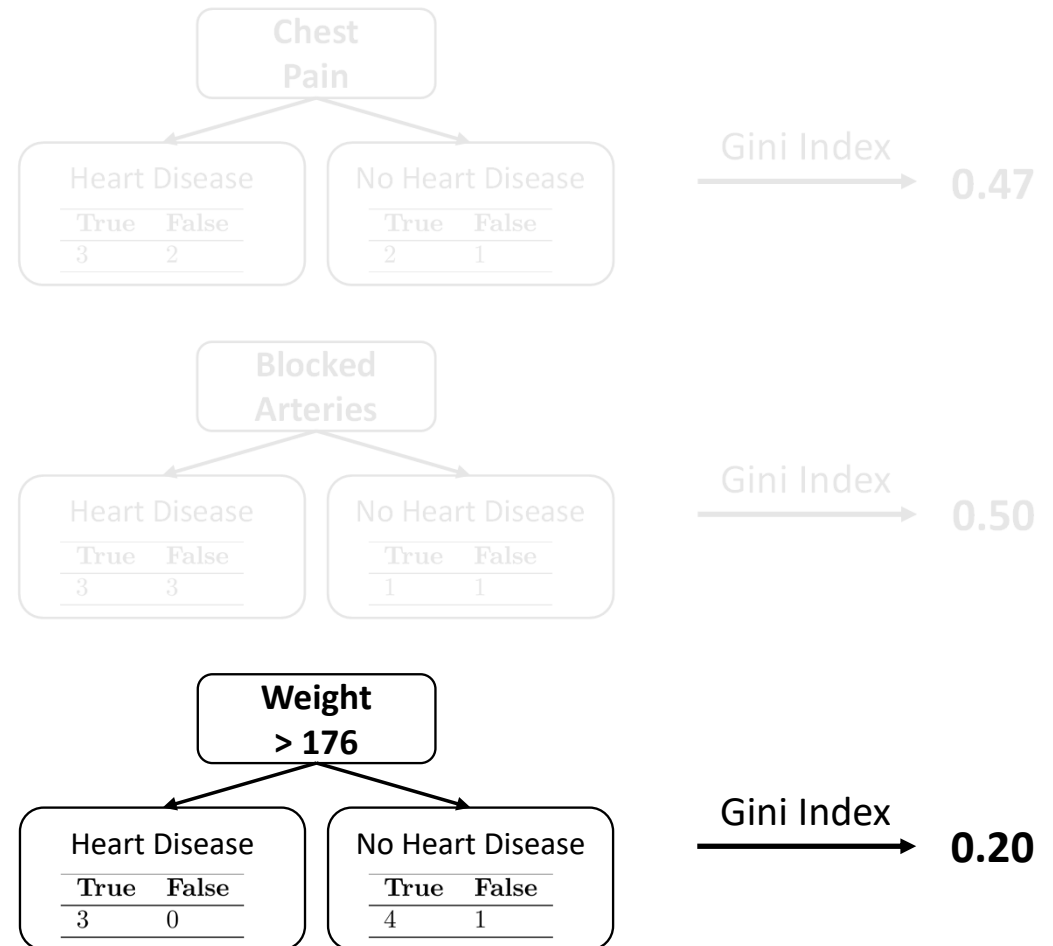 Chest
Pain
Heart Disease
True False
3 2
No Heart Disease
True False
2 1
Gini Index
0.47
Blocked
Arteries
Heart Disease
True False
3 3
No Heart Disease
True False
1 1
Gini Index
0.50
Weight
> 176
Heart Disease
True False
3 0
No Heart Disease
True False
4 1
Gini Index
0.20